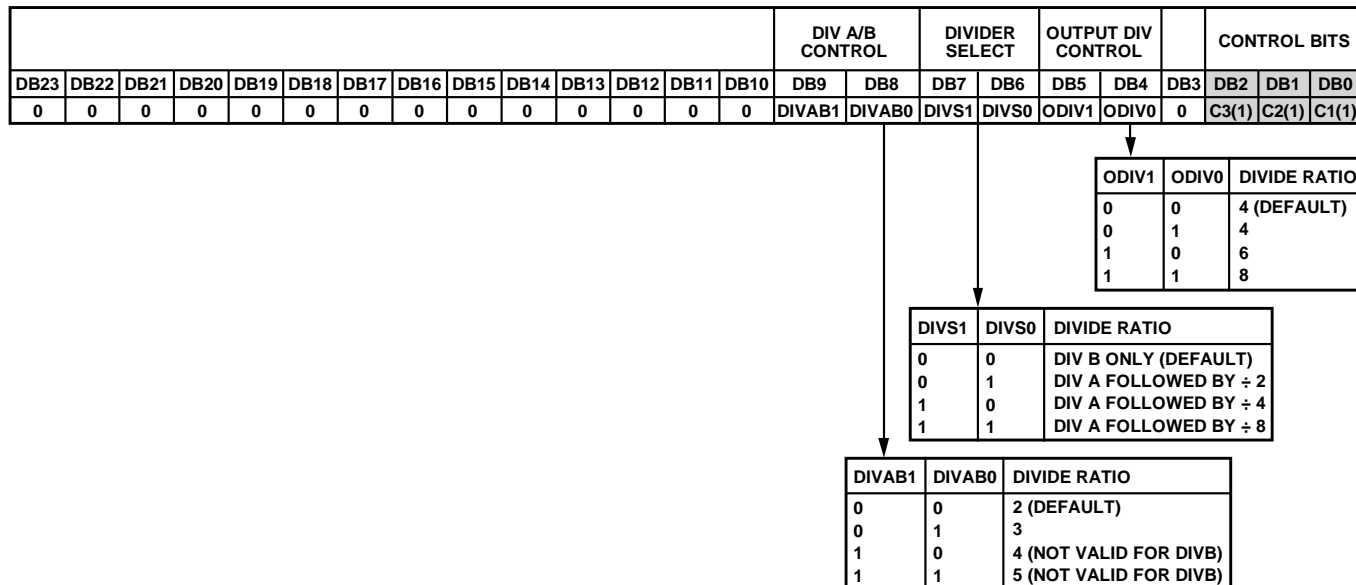 DIV A/B CONTROL DIVIDER SELECT OUTPUT DIV CONTROL CONTROL BITS
DB23 DB22 DB21 DB20 DB19 DB18 DB17 DB16 DB15 DB14 DB13 DB12 DB11 DB10 DB9 DB8 DB7 DB6 DB5 DB4 DB3 DB2 DB1 DB0
0 0 0 0 0 0 0 0 0 0 0 0 0 0 DIVAB1 DIVAB0 DIVS1 DIVS0 ODIV1 ODIV0 0 C3(1) C2(1) C1(1)
ODIV1 ODIV0 DIVIDE RATIO
0 0 4 (DEFAULT)
0 1 4
1 0 6
1 1 8
DIVS1 DIVS0 DIVIDE RATIO
0 0 DIV B ONLY (DEFAULT)
0 1 DIV A FOLLOWED BY ÷ 2
1 0 DIV A FOLLOWED BY ÷ 4
1 1 DIV A FOLLOWED BY ÷ 8
DIVAB1 DIVAB0 DIVIDE RATIO
0 0 2 (DEFAULT)
0 1 3
1 0 4 (NOT VALID FOR DIVB)
1 1 5 (NOT VALID FOR DIVB)